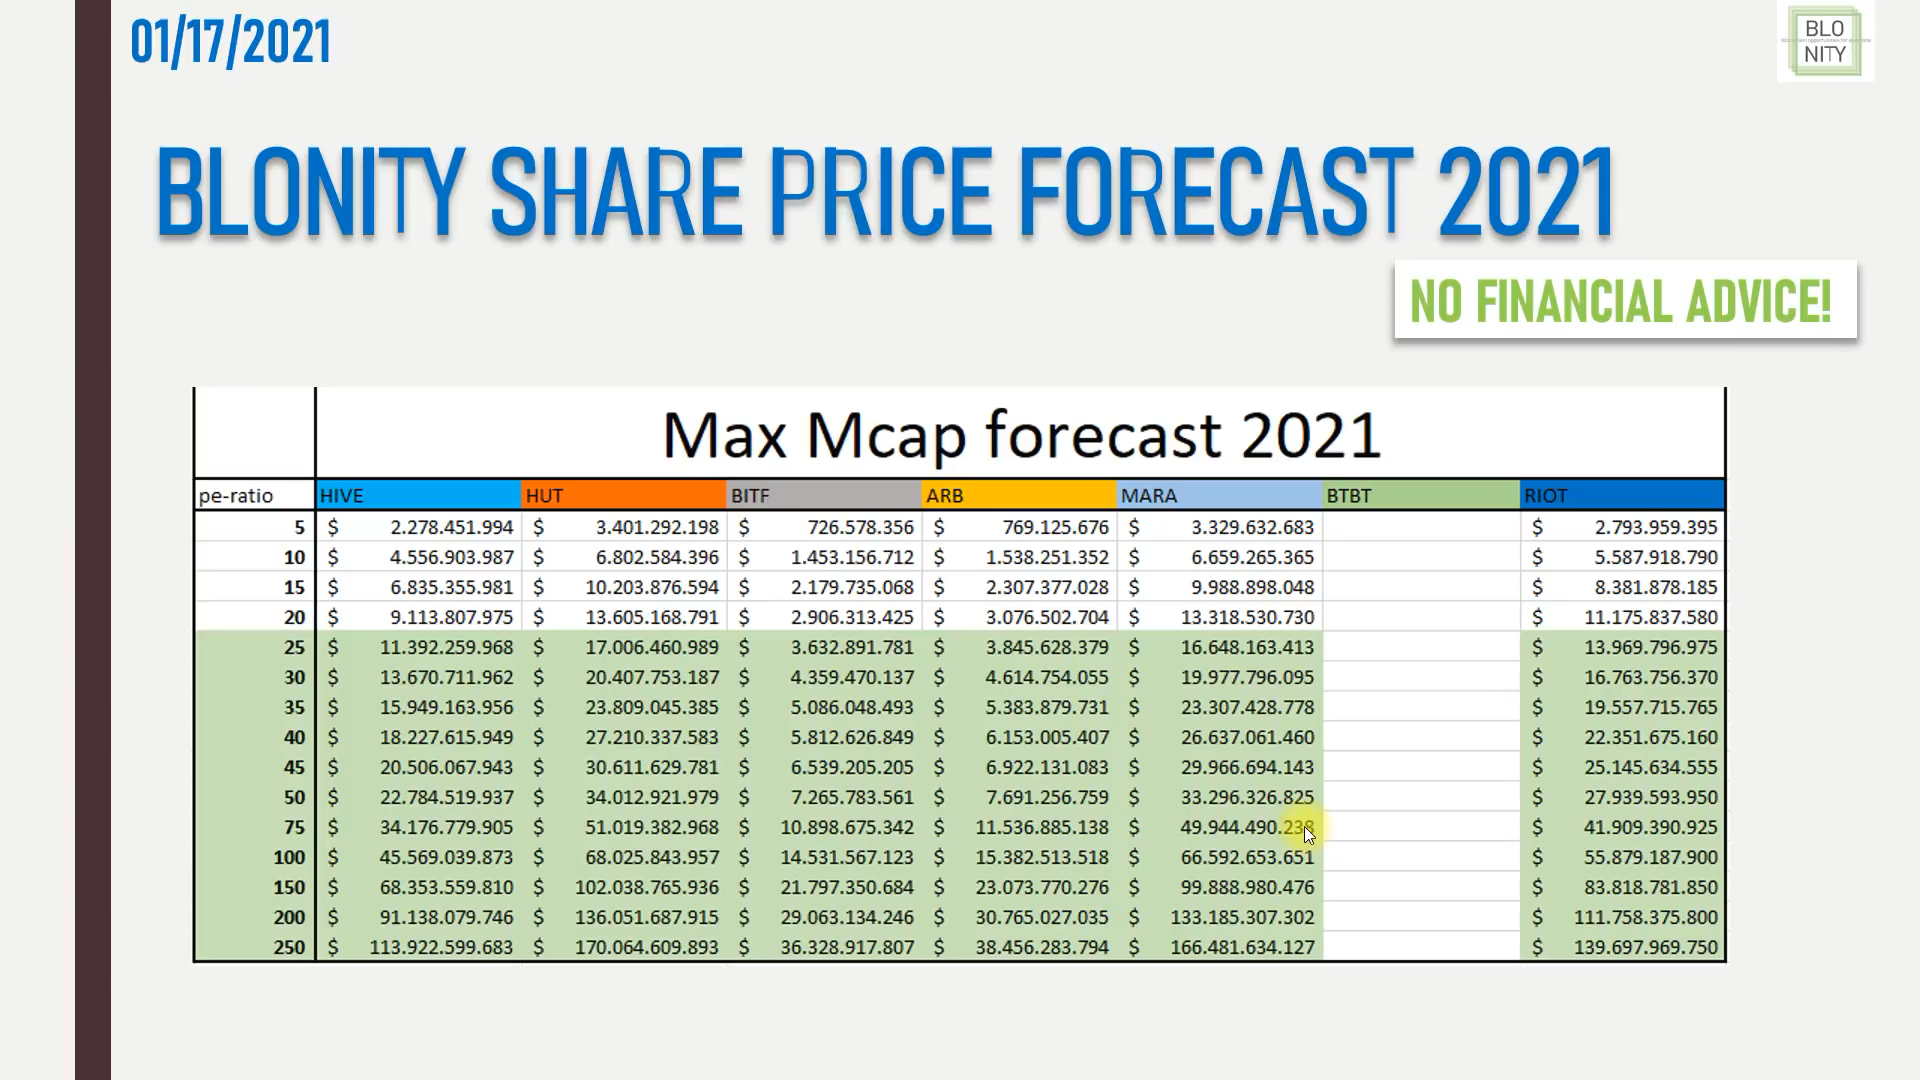 01/17/2021
BLO
NITY
BLONITY SHARE PRICE FORECAST 2021
NO FINANCIAL ADVICE!
Max Mcap forecast 2021
pe-ratio HIVE HUT BITF ARB MARA BTBT RIOT
5 $ 2.278.451.994 $ 3.401.292.198 $ 726.578.356 $ 769.125.676 $ 3.329.632.683 $ 2.793.959.395
10 $ 4.556.903.987 $ 6.802.584.396 $ 1.453.156.712 $ 1.538.251.352 $ 6.659.265.365 $ 5.587.918.790
15 $ 6.835.355.981 $ 10.203.876.594 $ 2.179.735.068 $ 2.307.377.028 $ 9.988.898.048 $ 8.381.878.185
20 $ 9.113.807.975 $ 13.605.168.791 $ 2.906.313.425 $ 3.076.502.704 $ 13.318.530.730 $ 11.175.837.580
25 $ 11.392.259.968 $ 17.006.460.989 $ 3.632.891.781 $ 3.845.628.379 $ 16.648.163.413 $ 13.969.796.975
30 $ 13.670.711.962 $ 20.407.753.187 $ 4.359.470.137 $ 4.614.754.055 $ 19.977.796.095 $ 16.763.756.370
35 $ 15.949.163.956 $ 23.809.045.385 $ 5.086.048.493 $ 5.383.879.731 $ 23.307.428.778 $ 19.557.715.765
40 $ 18.227.615.949 $ 27.210.337.583 $ 5.812.626.849 $ 6.153.005.407 $ 26.637.061.460 $ 22.351.675.160
45 $ 20.506.067.943 $ 30.611.629.781 $ 6.539.205.205 $ 6.922.131.083 $ 29.966.694.143 $ 25.145.634.555
50 $ 22.784.519.937 $ 34.012.921.979 $ 7.265.783.561 $ 7.691.256.759 $ 33.296.326.825 $ 27.939.593.950
75 $ 34.176.779.905 $ 51.019.382.968 $ 10.898.675.342 $ 11.536.885.138 $ 49.944.490.238 $ 41.909.390.925
100 $ 45.569.039.873 $ 68.025.843.957 $ 14.531.567.123 $ 15.382.513.518 $ 66.592.653.651 $ 55.879.187.900
150 $ 68.353.559.810 $ 102.038.765.936 $ 21.797.350.684 $ 23.073.770.276 $ 99.888.980.476 $ 83.818.781.850
200 $ 91.138.079.746 $ 136.051.687.915 $ 29.063.134.246 $ 30.765.027.035 $ 133.185.307.302 $ 111.758.375.800
250 $ 113.922.599.683 $ 170.064.609.893 $ 36.328.917.807 $ 38.456.283.794 $ 166.481.634.127 $ 139.697.969.750